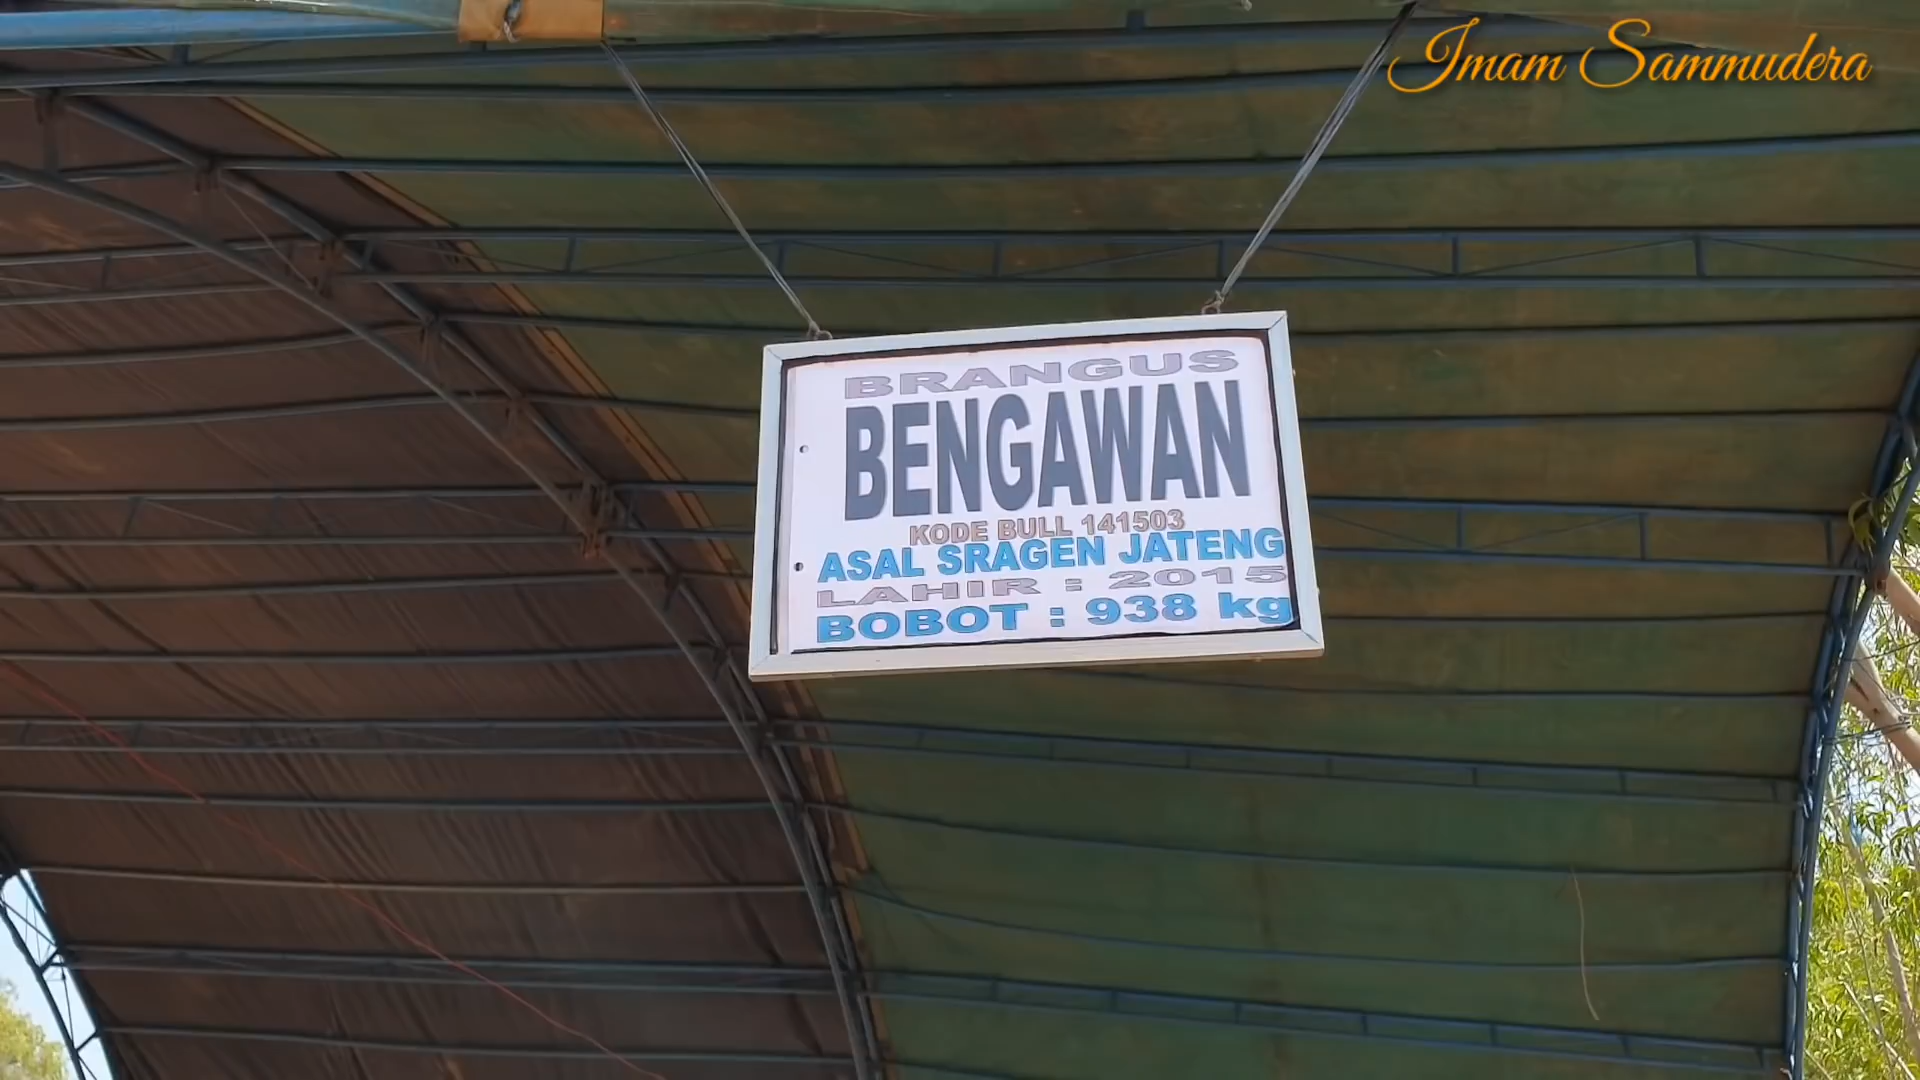 Imam Sammudera
BRANGUS
BENGAWAN
KODE BULL 141503
ASAL SRAGEN JATENG
LAHIR : 2015
BOBOT : 938 kg